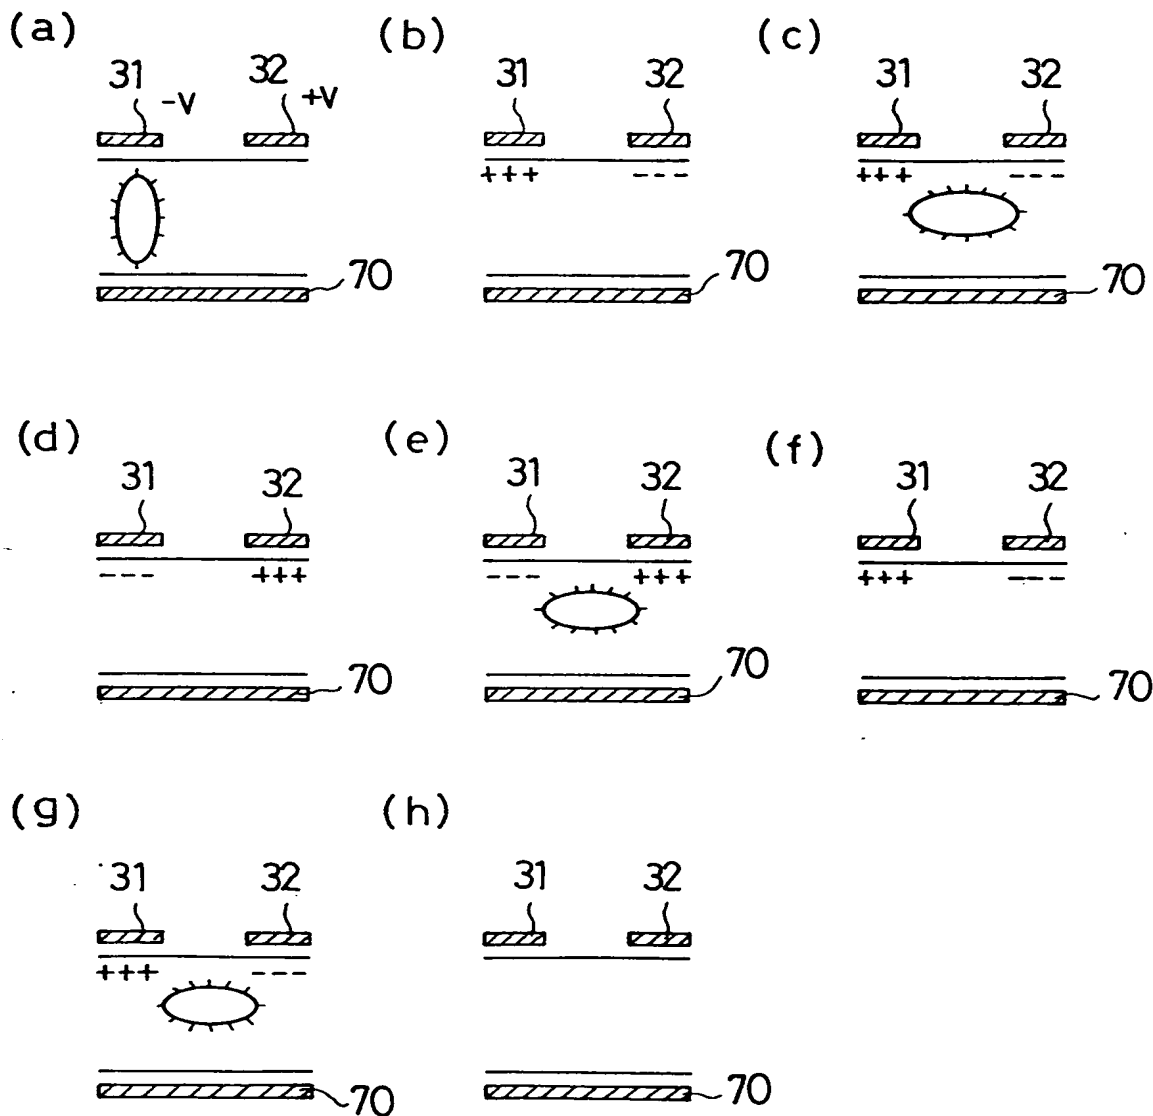 (a) (b) (c)
31 -V 32 +V 31 32 31 32
+++ --- +++ ---
70 70 70
(d) (e) (f)
31 32 31 32 31 32
--- +++ --- +++ +++ ---
70 70 70
(g) (h)
31 32 31 32
+++ ---
70 70